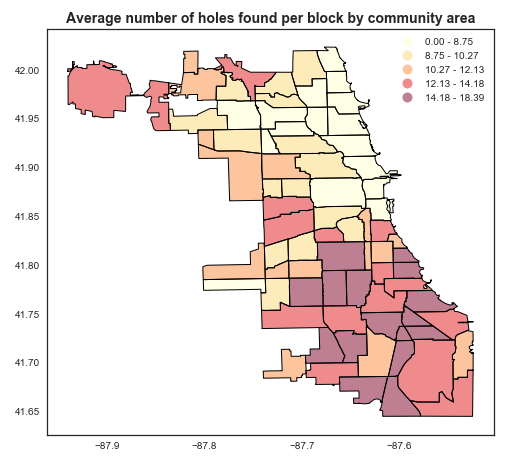 Average number of holes found per block by community area
0.00 - 8.75
8.75 - 10.27
10.27 - 12.13
12.13 - 14.18
14.18 - 18.39
42.00
41.95
41.90
41.85
41.80
41.75
41.70
41.65
−87.9 −87.8 −87.7 −87.6